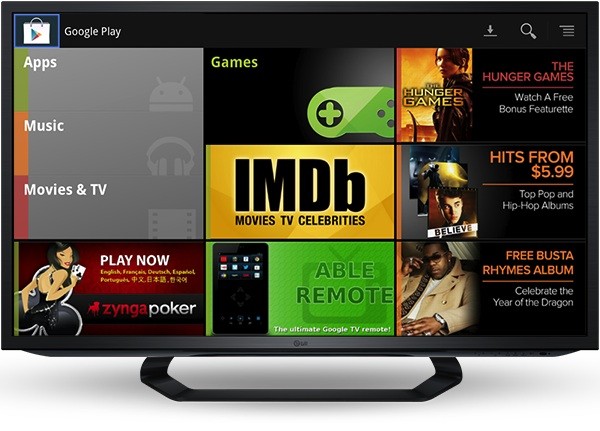 Google Play
Apps
Music
Movies & TV
Games
THE
HUNGER GAMES
Watch A Free
Bonus Featurette
THE
HUNGER
GAMES
IMDb
MOVIES TV CELEBRITIES
HITS FROM
$5.99
Top Pop and
Hip-Hop Albums
BELIEVE
PLAY NOW
English, Français, Deutsch, Español,
Português, 中文, 日本語, 한국어
zyngapoker
ABLE
REMOTE
The ultimate Google TV remote!
FREE BUSTA
RHYMES ALBUM
Celebrate the
Year of the Dragon
LG